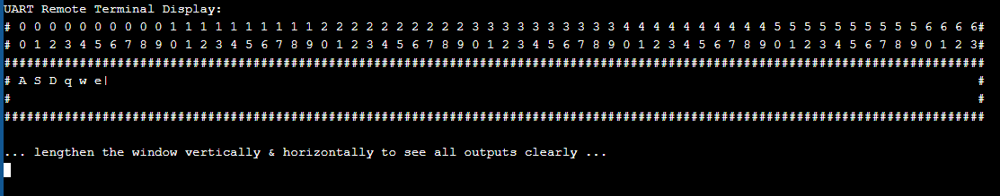 UART Remote Terminal Display:
# 0 0 0 0 0 0 0 0 0 0 1 1 1 1 1 1 1 1 1 1 2 2 2 2 2 2 2 2 2 2 3 3 3 3 3 3 3 3 3 3 4 4 4 4 4 4 4 4 4 4 5 5 5 5 5 5 5 5 5 5 6 6 6 6#
# 0 1 2 3 4 5 6 7 8 9 0 1 2 3 4 5 6 7 8 9 0 1 2 3 4 5 6 7 8 9 0 1 2 3 4 5 6 7 8 9 0 1 2 3 4 5 6 7 8 9 0 1 2 3 4 5 6 7 8 9 0 1 2 3#
##################################################################################################################################
# A S D q w e| #
# #
##################################################################################################################################
... lengthen the window vertically & horizontally to see all outputs clearly ...